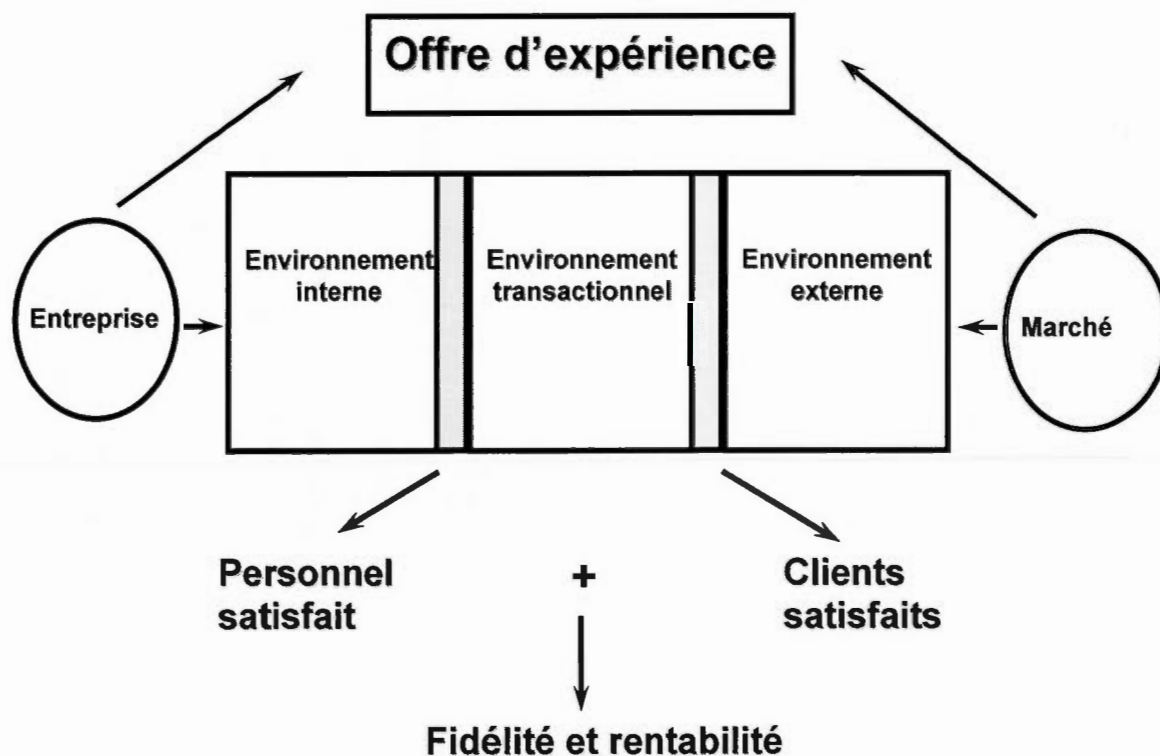 Offre d'expérience
Environnement
interne
Environnement
transactionnel
Environnement
externe
Entreprise
Marché
Personnel
satisfait
+
Clients
satisfaits
Fidélité et rentabilité